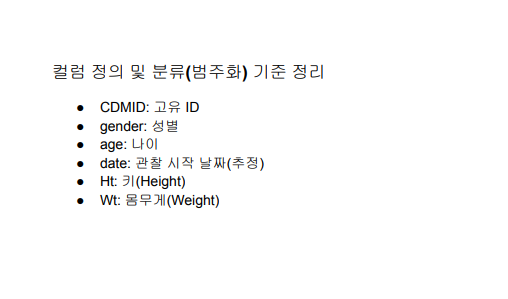 컬럼 정의 및 분류(범주화) 기준 정리
● CDMID: 고유 ID
● gender: 성별
● age: 나이
● date: 관찰 시작 날짜(추정)
● Ht: 키(Height)
● Wt: 몸무게(Weight)